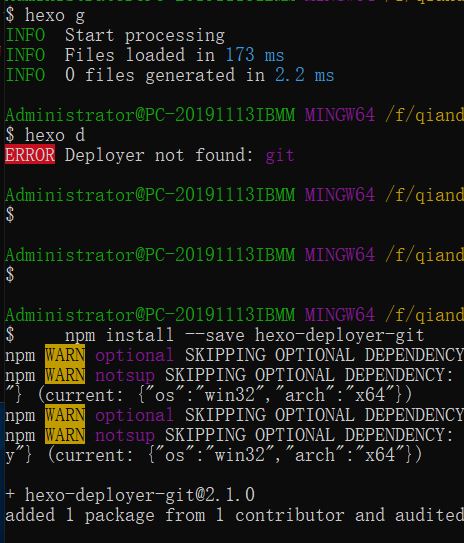 $ hexo g
INFO  Start processing
INFO  Files loaded in 173 ms
INFO  0 files generated in 2.2 ms
Administrator@PC-20191113IBMM MINGW64 /f/qiand
$ hexo d
ERROR Deployer not found: git
Administrator@PC-20191113IBMM MINGW64 /f/qiand
$
Administrator@PC-20191113IBMM MINGW64 /f/qiand
$
Administrator@PC-20191113IBMM MINGW64 /f/qiand
$     npm install --save hexo-deployer-git
npm WARN optional SKIPPING OPTIONAL DEPENDENCY
npm WARN notsup SKIPPING OPTIONAL DEPENDENCY:
"} (current: {"os":"win32","arch":"x64"})
npm WARN optional SKIPPING OPTIONAL DEPENDENCY
npm WARN notsup SKIPPING OPTIONAL DEPENDENCY:
y"} (current: {"os":"win32","arch":"x64"})
+ hexo-deployer-git@2.1.0
added 1 package from 1 contributor and audited